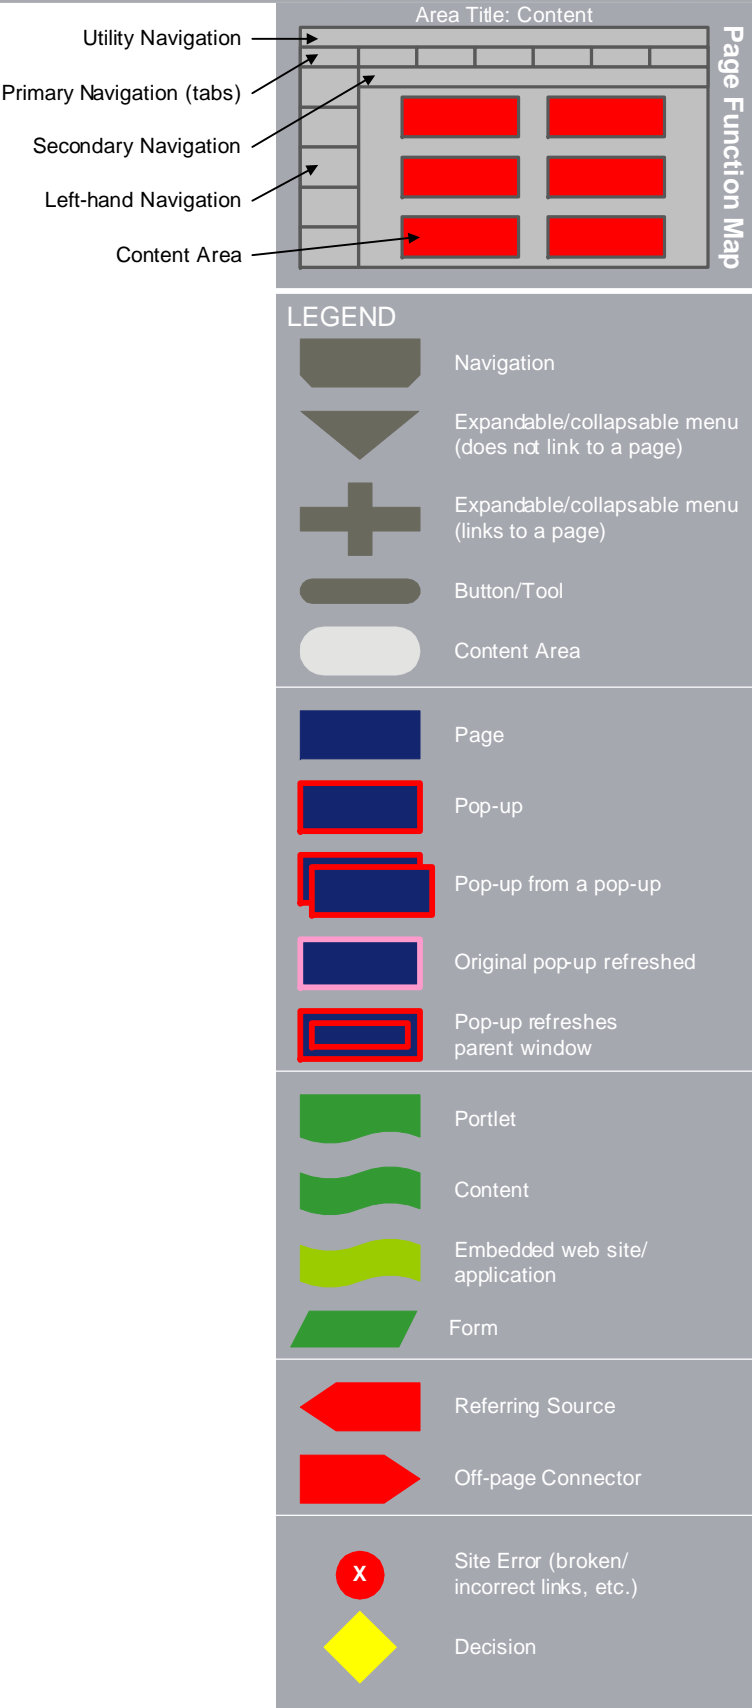 Area Title: Content
Utility Navigation
Primary Navigation (tabs)
Secondary Navigation
Left-hand Navigation
Content Area
Page Function Map
LEGEND
Navigation
Expandable/collapsable menu
(does not link to a page)
Expandable/collapsable menu
(links to a page)
Button/Tool
Content Area
Page
Pop-up
Pop-up from a pop-up
Original pop-up refreshed
Pop-up refreshes
parent window
Portlet
Content
Embedded web site/
application
Form
Referring Source
Off-page Connector
X
Site Error (broken/
incorrect links, etc.)
Decision